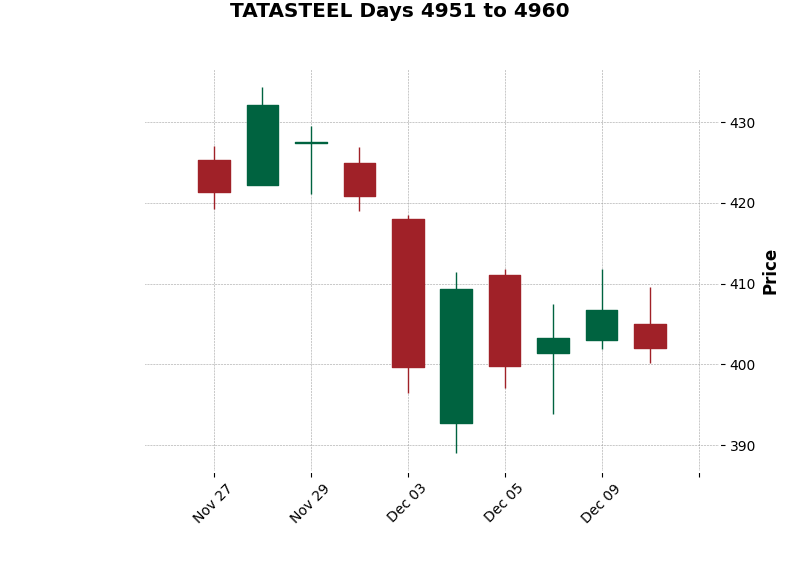 TATASTEEL Days 4951 to 4960
430
420
410
400
390
Price
Nov 27
Nov 29
Dec 03
Dec 05
Dec 09